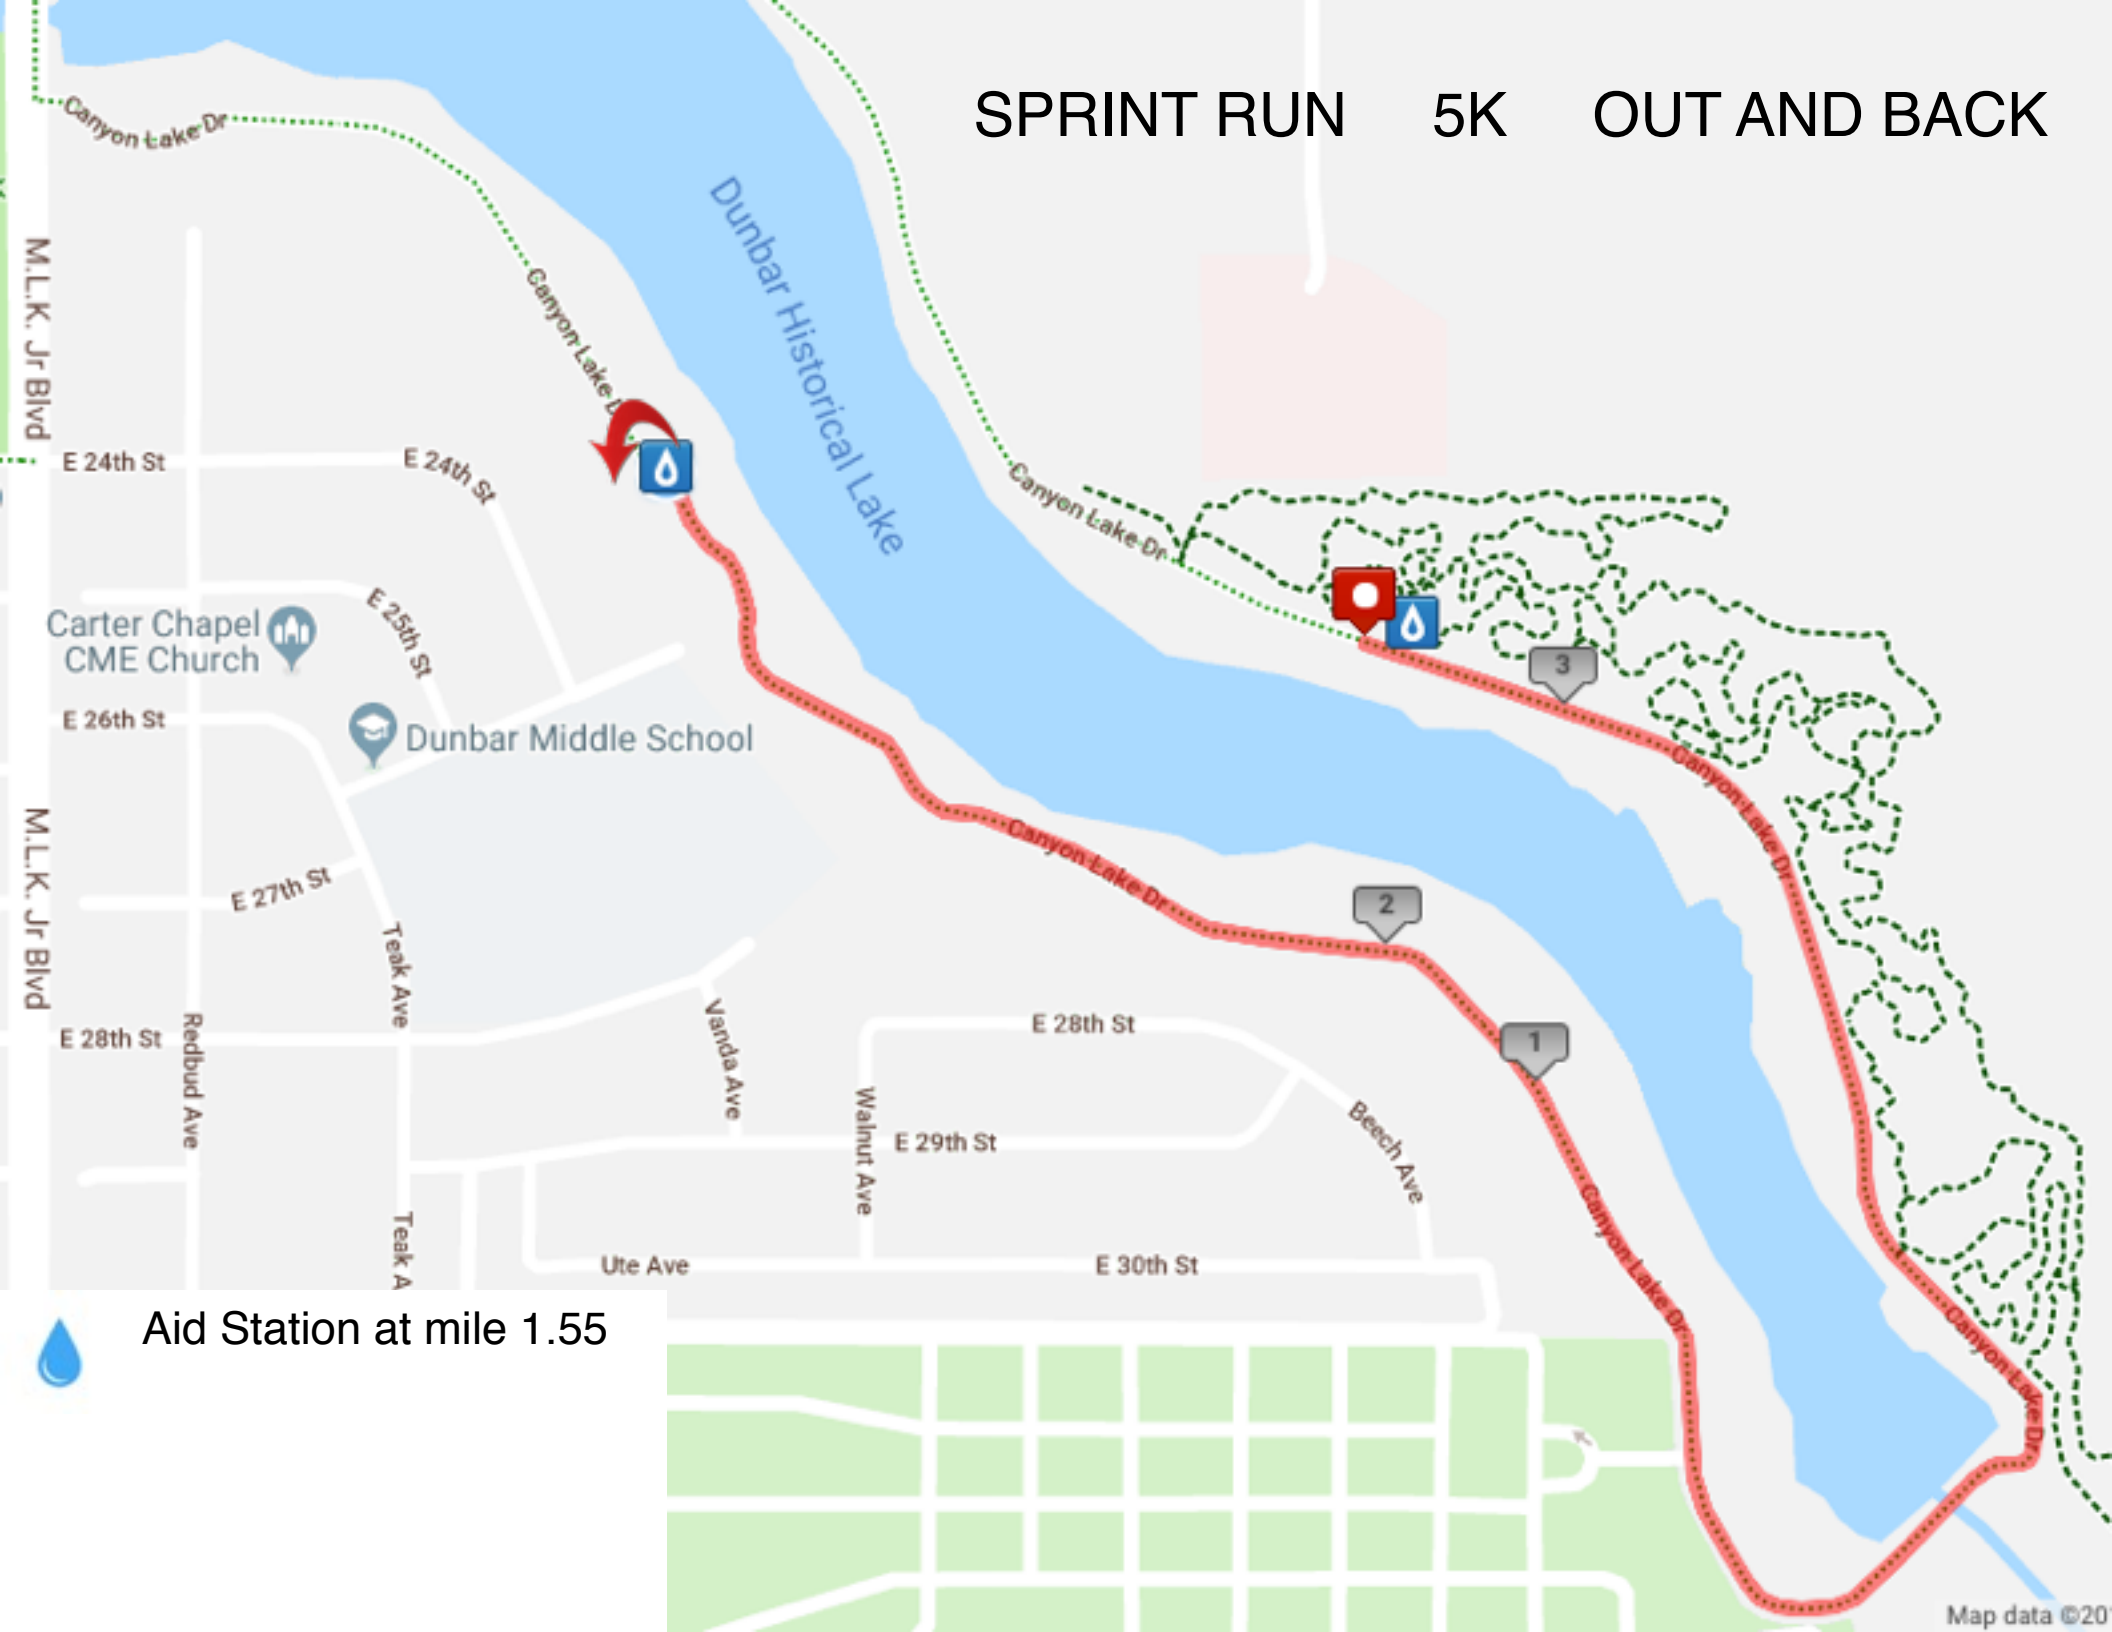 SPRINT RUN 5K OUT AND BACK
Canyon Lake Dr
Dunbar Historical Lake
M.L.K. Jr Blvd
Canyon Lake D
E 24th St
E 24th St
Canyon Lake Dr
E 25th St
Carter Chapel
CME Church
3
E 26th St
Dunbar Middle School
Canyon Lake Dr
M.L.K. Jr Blvd
Canyon Lake Dr
E 27th St
2
Teak Ave
Vanda Ave
E 28th St
E 28th St
1
Redbud Ave
Walnut Ave
E 29th St
Beech Ave
Canyon Lake Dr
Teak A
Ute Ave
E 30th St
Canyon Lake Dr
Aid Station at mile 1.55
Map data ©20